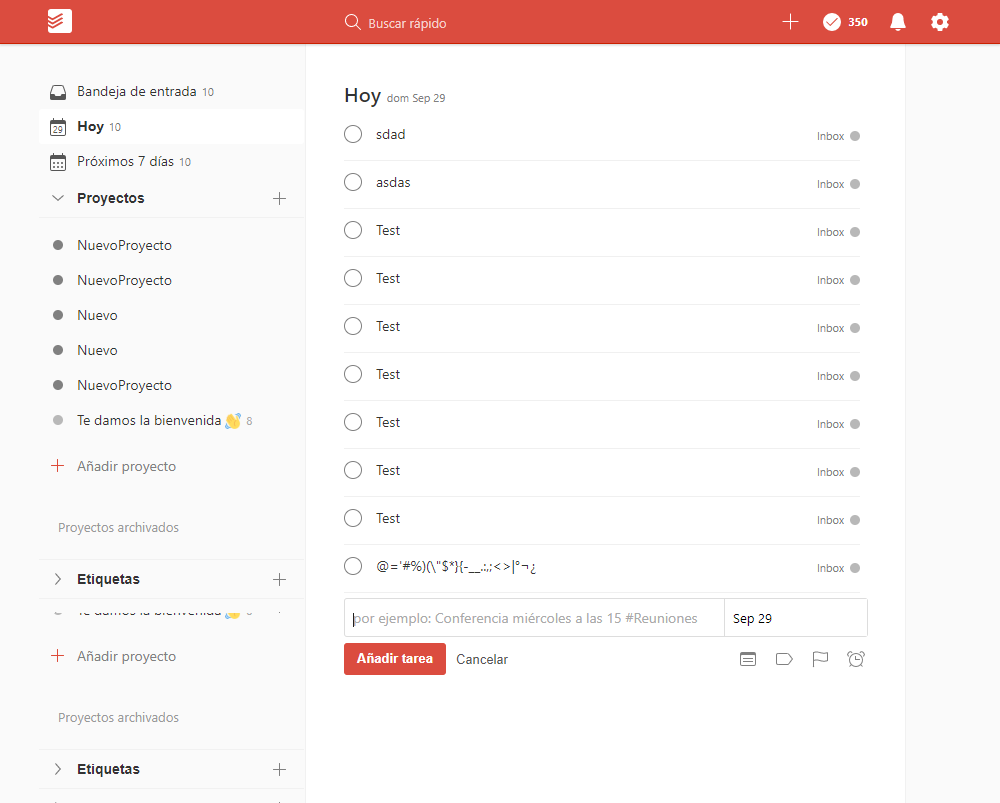 Buscar rápido
350
Bandeja de entrada 10
29 Hoy 10
Próximos 7 días 10
Proyectos
NuevoProyecto
NuevoProyecto
Nuevo
Nuevo
NuevoProyecto
Te damos la bienvenida 👋 8
Añadir proyecto
Proyectos archivados
Etiquetas
Te damos la bienvenida 👋 8
Añadir proyecto
Proyectos archivados
Etiquetas
Hoy dom Sep 29
sdad Inbox
asdas Inbox
Test Inbox
Test Inbox
Test Inbox
Test Inbox
Test Inbox
Test Inbox
Test Inbox
@='#%)(\"$*}{-__.:,;<>|°¬¿ Inbox
por ejemplo: Conferencia miércoles a las 15 #Reuniones Sep 29
Añadir tarea Cancelar